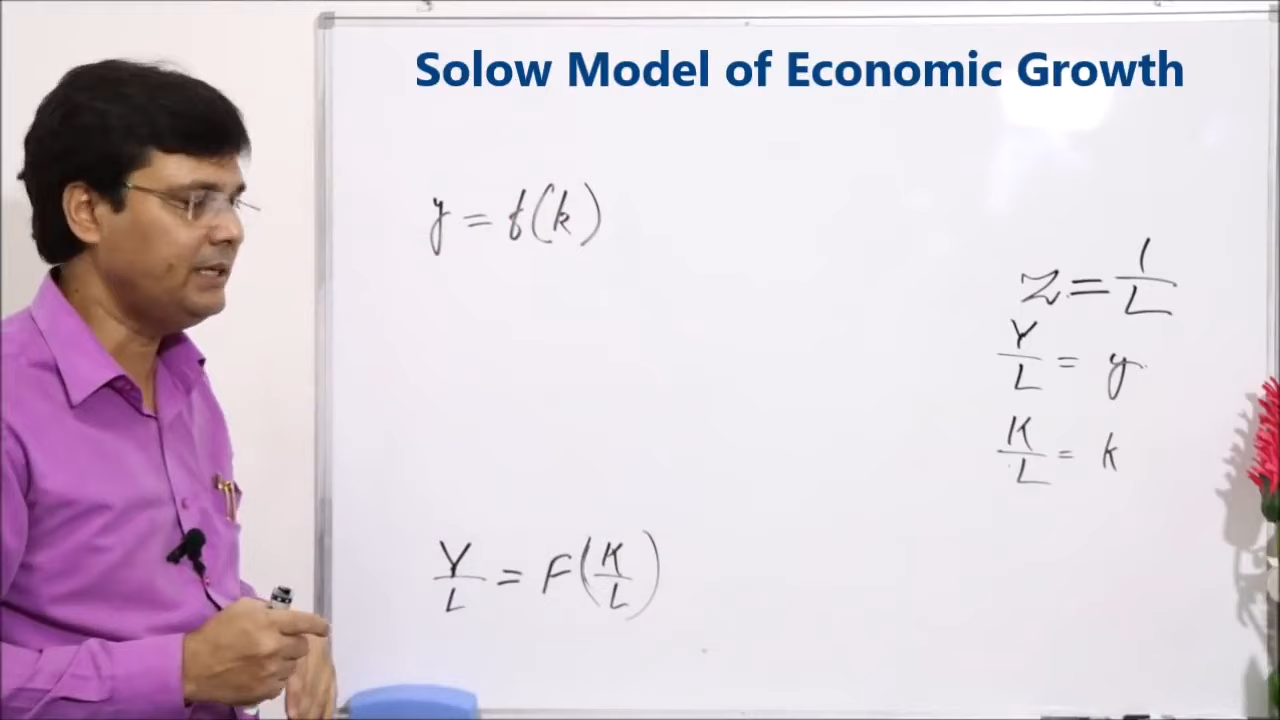 Solow Model of Economic Growth
y = f(k)
z = 1/L
Y/L = y
K/L = k
Y/L = F(K/L)